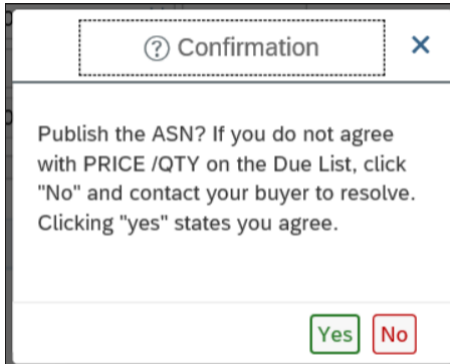 Confirmation
Publish the ASN? If you do not agree
with PRICE /QTY on the Due List, click
"No" and contact your buyer to resolve.
Clicking "yes" states you agree.
Yes No